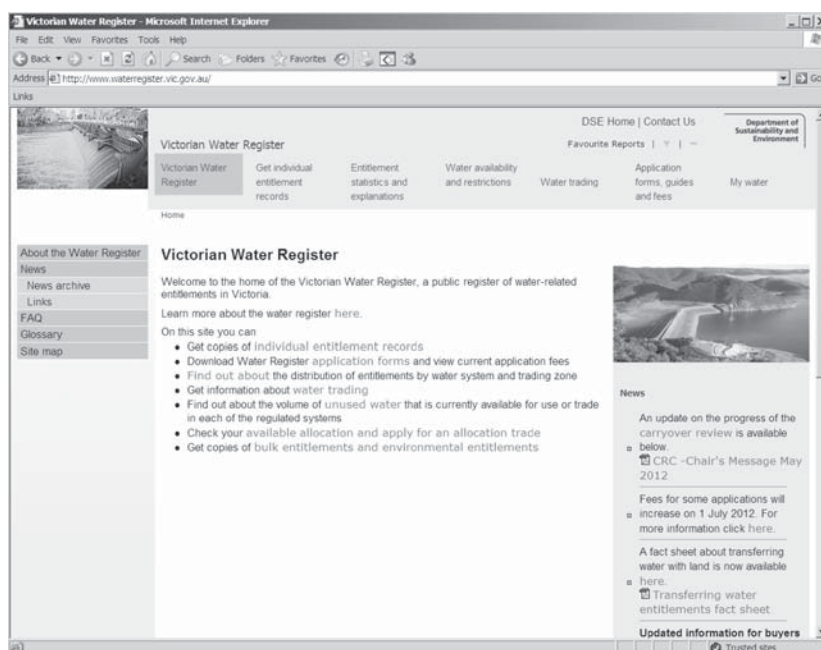 Victorian Water Register - Microsoft Internet Explorer
File Edit View Favorites Tools Help
Back Search Folders Favorites
Address http://www.waterregister.vic.gov.au/ Go
Links
DSE Home | Contact Us
Department of
Sustainability and
Environment
Victorian Water Register
Favourite Reports | |
Victorian Water
Register
Get individual
entitlement
records
Entitlement
statistics and
explanations
Water availability
and restrictions
Water trading
Application
forms, guides
and fees
My water
Home
About the Water Register
News
News archive
Links
FAQ
Glossary
Site map
Victorian Water Register
Welcome to the home of the Victorian Water Register, a public register of water-related
entitlements in Victoria.
Learn more about the water register here.
On this site you can
• Get copies of individual entitlement records
• Download Water Register application forms and view current application fees
• Find out about the distribution of entitlements by water system and trading zone
• Get information about water trading
• Find out about the volume of unused water that is currently available for use or trade
in each of the regulated systems
• Check your available allocation and apply for an allocation trade
• Get copies of bulk entitlements and environmental entitlements
News
An update on the progress of the
carryover review is available
below.
CRC -Chair's Message May
2012
Fees for some applications will
increase on 1 July 2012. For
more information click here.
A fact sheet about transferring
water with land is now available
here.
Transferring water
entitlements fact sheet
Updated information for buyers
Trusted sites